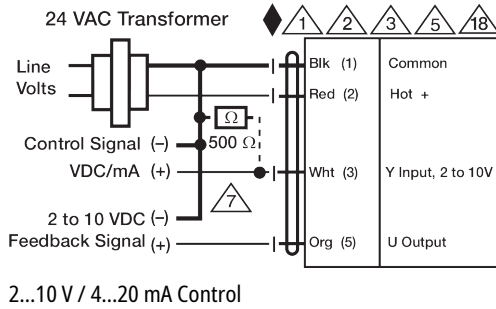 24 VAC Transformer
1 2 3 5 18
Line
Volts
Blk (1) Common
Red (2) Hot +
Ω
500 Ω
Control Signal (–)
VDC/mA (+)
Wht (3) Y Input, 2 to 10V
7
2 to 10 VDC (–)
Feedback Signal (+)
Org (5) U Output
2...10 V / 4...20 mA Control